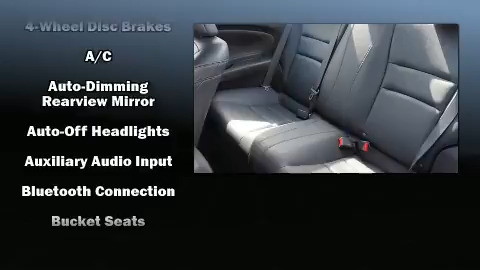 4-Wheel Disc Brakes
A/C
Auto-Dimming
Rearview Mirror
Auto-Off Headlights
Auxiliary Audio Input
Bluetooth Connection
Bucket Seats